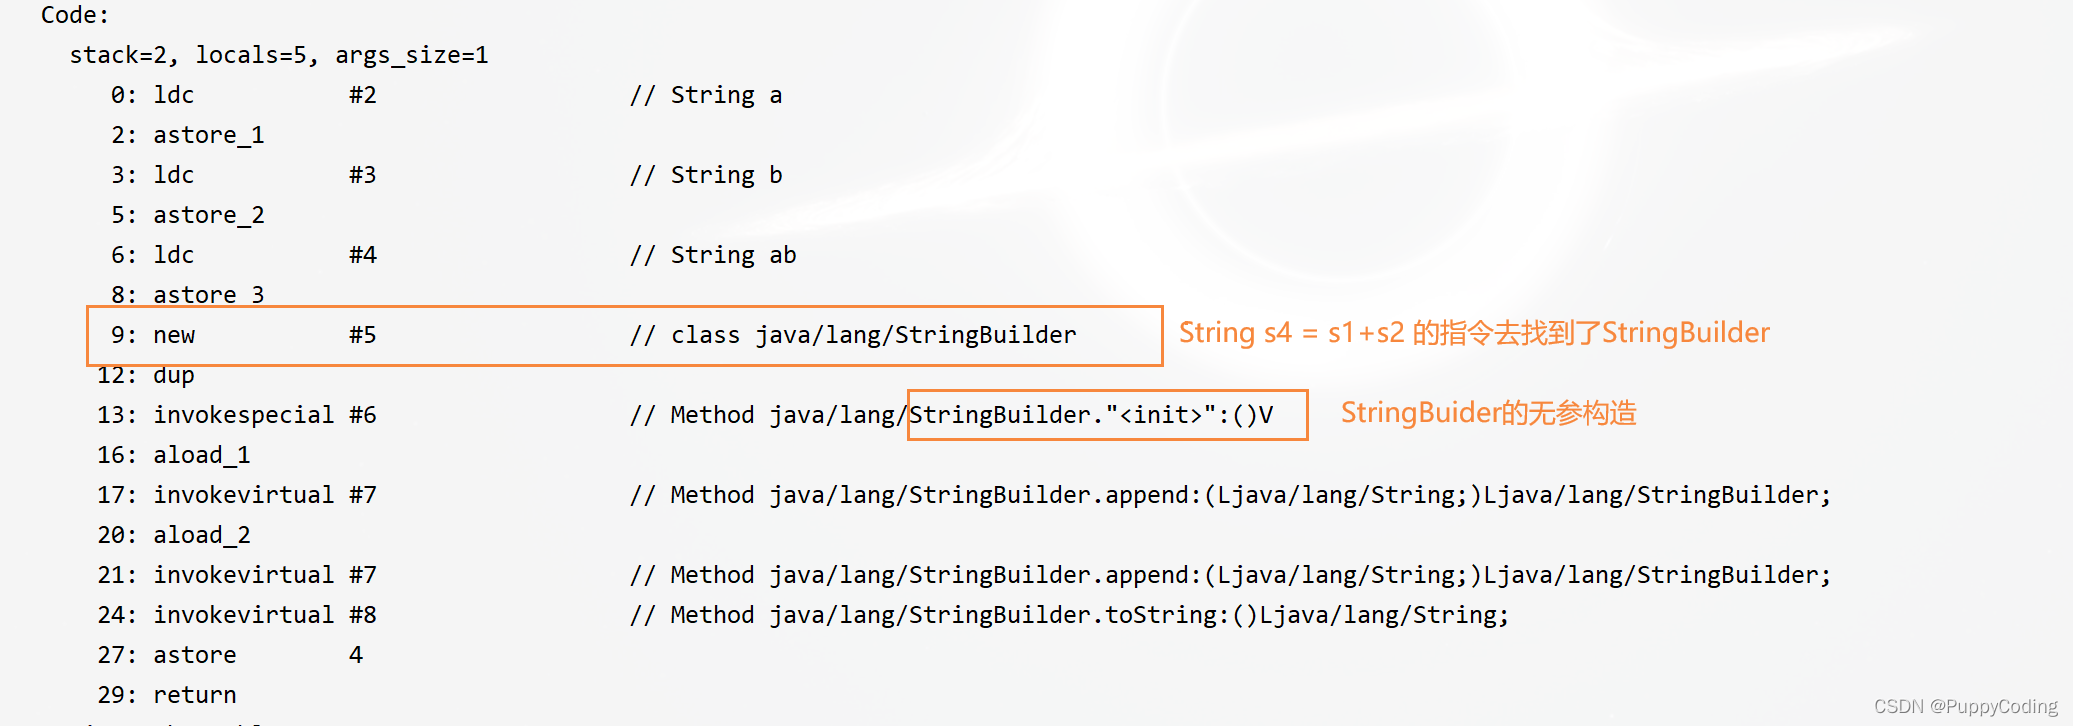 Code:
stack=2, locals=5, args_size=1
0: ldc #2 // String a
2: astore_1
3: ldc #3 // String b
5: astore_2
6: ldc #4 // String ab
8: astore_3
9: new #5 // class java/lang/StringBuilder String s4 = s1+s2 的指令去找到了StringBuilder
12: dup
13: invokespecial #6 // Method java/lang/StringBuilder."<init>":()V StringBuider的无参构造
16: aload_1
17: invokevirtual #7 // Method java/lang/StringBuilder.append:(Ljava/lang/String;)Ljava/lang/StringBuilder;
20: aload_2
21: invokevirtual #7 // Method java/lang/StringBuilder.append:(Ljava/lang/String;)Ljava/lang/StringBuilder;
24: invokevirtual #8 // Method java/lang/StringBuilder.toString:()Ljava/lang/String;
27: astore 4
29: return
CSDN @PuppyCoding